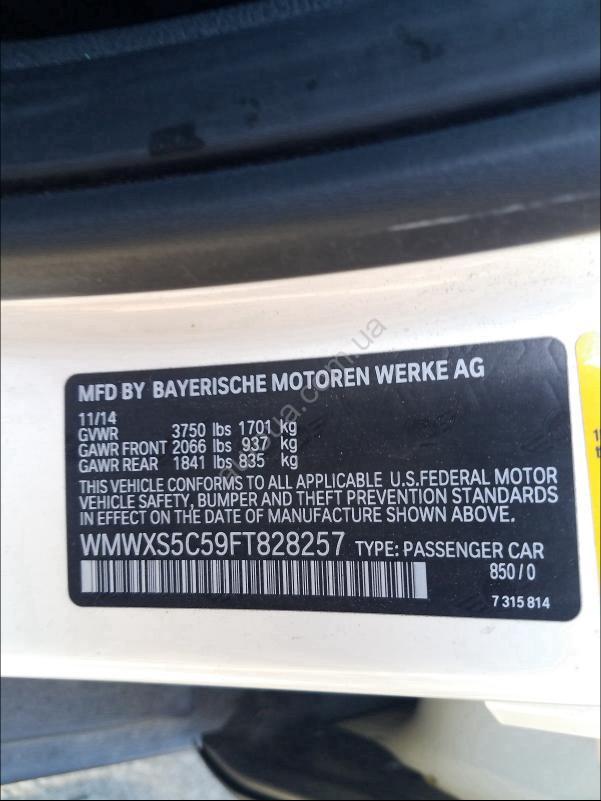 MFD BY BAYERISCHE MOTOREN WERKE AG
11/14
GVWR 3750 lbs 1701 kg
GAWR FRONT 2066 lbs 937 kg
GAWR REAR 1841 lbs 835 kg
THIS VEHICLE CONFORMS TO ALL APPLICABLE U.S.FEDERAL MOTOR
VEHICLE SAFETY, BUMPER AND THEFT PREVENTION STANDARDS
IN EFFECT ON THE DATE OF MANUFACTURE SHOWN ABOVE.
WMWXS5C59FT828257 TYPE: PASSENGER CAR
850/0
7 315 814